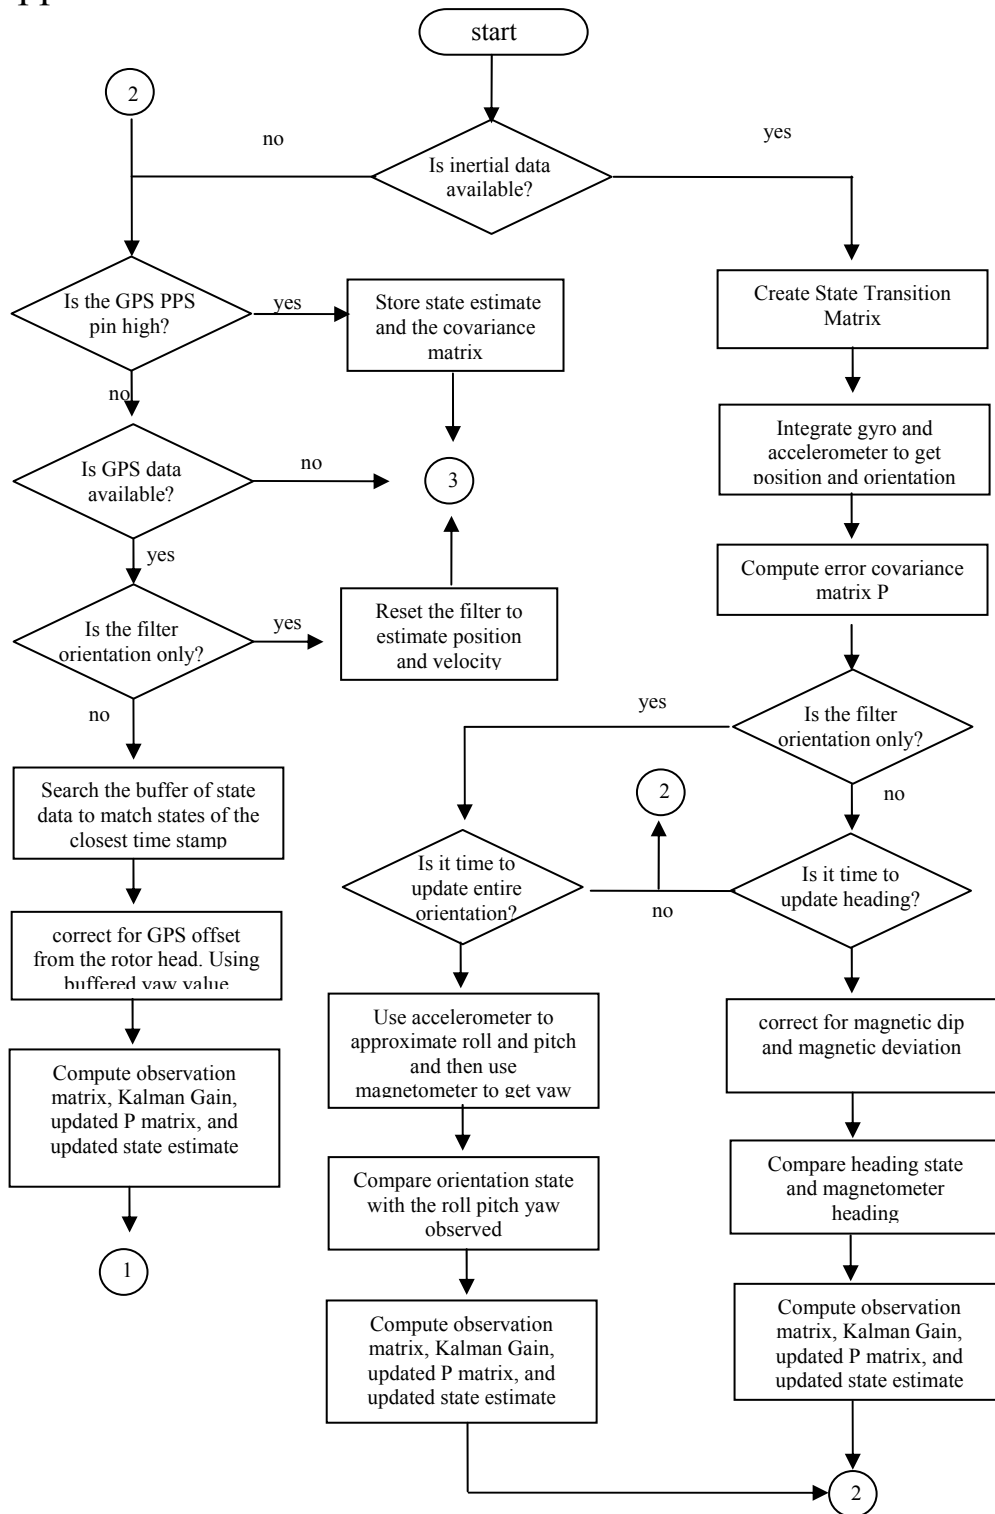 start
2
no
yes
Is inertial data
available?
Is the GPS PPS
pin high?
yes
Store state estimate
and the covariance
matrix
Create State Transition
Matrix
no
Integrate gyro and
accelerometer to get
position and orientation
Is GPS data
available?
no
3
yes
Compute error covariance
matrix P
Is the filter
orientation only?
yes
Reset the filter to
estimate position
and velocity
no
yes
Is the filter
orientation only?
no
Search the buffer of state
data to match states of the
closest time stamp
2
Is it time to
update entire
orientation?
no
Is it time to
update heading?
correct for GPS offset
from the rotor head. Using
buffered yaw value
Use accelerometer to
approximate roll and pitch
and then use
magnetometer to get yaw
correct for magnetic dip
and magnetic deviation
Compute observation
matrix, Kalman Gain,
updated P matrix, and
updated state estimate
Compare orientation state
with the roll pitch yaw
observed
Compare heading state
and magnetometer
heading
1
Compute observation
matrix, Kalman Gain,
updated P matrix, and
updated state estimate
Compute observation
matrix, Kalman Gain,
updated P matrix, and
updated state estimate
2